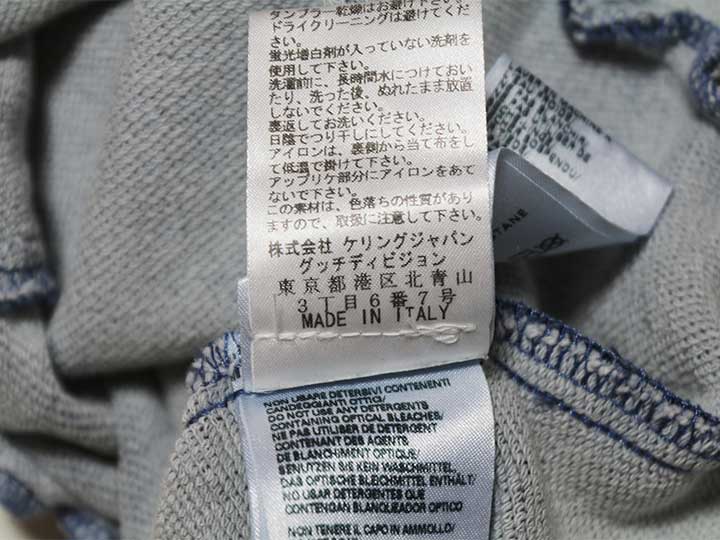 タンブラー乾燥はお避け下さい。
ドライクリーニングは避けてくだ
さい。
蛍光増白剤が入っていない洗剤を
使用して下さい。
洗濯前に、長時間水につけておい
たり、洗った後、ぬれたまま放置
しないでください。
裏返してお洗いください。
日陰でつり干しにしてください。
アイロンは、裏側から当て布をし
て低温で掛けて下さい。
アップリケ部分にアイロンをあて
ないで下さい。
この素材は、色落ちの性質があり
ますので、取扱に注意して下さい。
株式会社 ケリングジャパン
グッチディビジョン
東京都港区北青山
3丁目6番7号
MADE IN ITALY
NON USARE DETERSIVI CONTENENTI
CANDEGGIANTI OTTICI/
DO NOT USE ANY DETERGENTS
CONTAINING OPTICAL BLEACHES/
NE PAS UTILISER DE DETERGENT
CONTENANT DES AGENTS
DE BLANCHIMENT OPTIQUE/
BENUTZEN SIE KEIN WASCHMITTEL,
DAS OPTISCHE BLEICHMITTEL ENTHÄLT/
NO USAR DETERGENTES QUE
CONTENGAN BLANQUEADOR OPTICO
NON TENERE IL CAPO IN AMMOLLO/